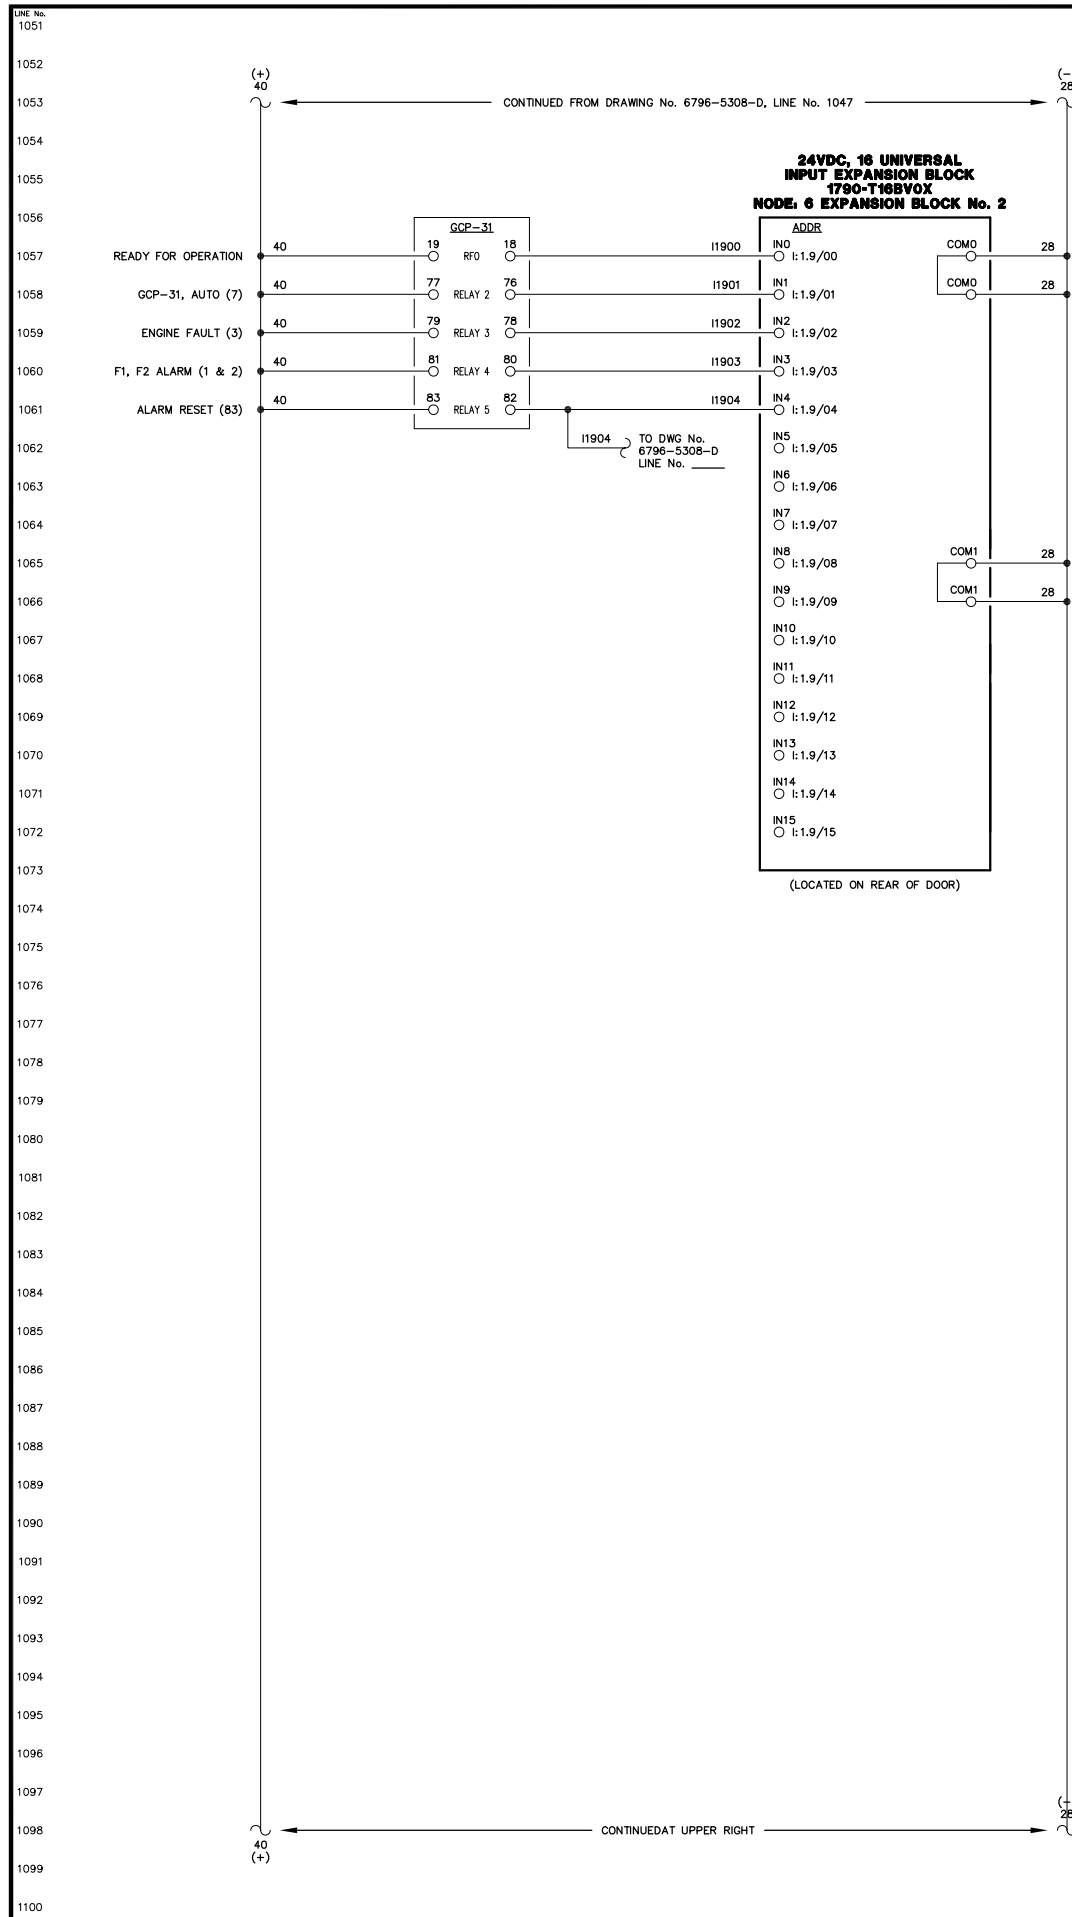 LINE No.
1051
1052
(+)
40
(-
28
1053
CONTINUED FROM DRAWING No. 6796-5308-D, LINE No. 1047
1054
1055
24VDC, 16 UNIVERSAL
INPUT EXPANSION BLOCK
1790-T16BV0X
NODE: 6 EXPANSION BLOCK No. 2
1056
GCP-31
ADDR
1057 READY FOR OPERATION 40 19 RFO 18 I1900 IN0 I:1.9/00 COM0 28
1058 GCP-31, AUTO (7) 40 77 RELAY 2 76 I1901 IN1 I:1.9/01 COM0 28
1059 ENGINE FAULT (3) 40 79 RELAY 3 78 I1902 IN2 I:1.9/02
1060 F1, F2 ALARM (1 & 2) 40 81 RELAY 4 80 I1903 IN3 I:1.9/03
1061 ALARM RESET (83) 40 83 RELAY 5 82 I1904 IN4 I:1.9/04
1062 I1904 TO DWG No. IN5 I:1.9/05
6796-5308-D
LINE No. ____
1063 IN6 I:1.9/06
1064 IN7 I:1.9/07
1065 IN8 I:1.9/08 COM1 28
1066 IN9 I:1.9/09 COM1 28
1067 IN10 I:1.9/10
1068 IN11 I:1.9/11
1069 IN12 I:1.9/12
1070 IN13 I:1.9/13
1071 IN14 I:1.9/14
1072 IN15 I:1.9/15
1073
(LOCATED ON REAR OF DOOR)
1074
1075
1076
1077
1078
1079
1080
1081
1082
1083
1084
1085
1086
1087
1088
1089
1090
1091
1092
1093
1094
1095
1096
1097
(-
28
1098
CONTINUEDAT UPPER RIGHT
40
(+)
1099
1100